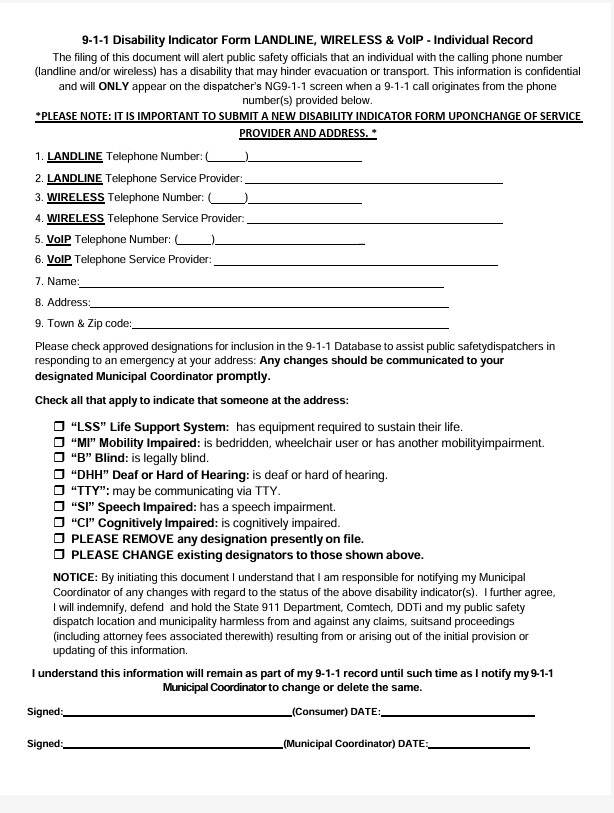 9-1-1 Disability Indicator Form LANDLINE, WIRELESS & VoIP - Individual Record
The filing of this document will alert public safety officials that an individual with the calling phone number
(landline and/or wireless) has a disability that may hinder evacuation or transport. This information is confidential
and will ONLY appear on the dispatcher's NG9-1-1 screen when a 9-1-1 call originates from the phone
number(s) provided below.
*PLEASE NOTE: IT IS IMPORTANT TO SUBMIT A NEW DISABILITY INDICATOR FORM UPONCHANGE OF SERVICE
PROVIDER AND ADDRESS. *
1. LANDLINE Telephone Number: (______)___________________
2. LANDLINE Telephone Service Provider: ___________________________________________
3. WIRELESS Telephone Number: (______)___________________
4. WIRELESS Telephone Service Provider: ___________________________________________
5. VoIP Telephone Number: (______)_________________________
6. VoIP Telephone Service Provider: ________________________________________________
7. Name:_____________________________________________________________
8. Address:____________________________________________________________
9. Town & Zip code:_____________________________________________________
Please check approved designations for inclusion in the 9-1-1 Database to assist public safetydispatchers in
responding to an emergency at your address: Any changes should be communicated to your
designated Municipal Coordinator promptly.
Check all that apply to indicate that someone at the address:
❒ “LSS” Life Support System: has equipment required to sustain their life.
❒ “MI” Mobility Impaired: is bedridden, wheelchair user or has another mobilityimpairment.
❒ “B” Blind: is legally blind.
❒ “DHH” Deaf or Hard of Hearing: is deaf or hard of hearing.
❒ “TTY”: may be communicating via TTY.
❒ “SI” Speech Impaired: has a speech impairment.
❒ “CI” Cognitively Impaired: is cognitively impaired.
❒ PLEASE REMOVE any designation presently on file.
❒ PLEASE CHANGE existing designators to those shown above.
NOTICE: By initiating this document I understand that I am responsible for notifying my Municipal
Coordinator of any changes with regard to the status of the above disability indicator(s). I further agree,
I will indemnify, defend and hold the State 911 Department, Comtech, DDTi and my public safety
dispatch location and municipality harmless from and against any claims, suitsand proceedings
(including attorney fees associated therewith) resulting from or arising out of the initial provision or
updating of this information.
I understand this information will remain as part of my 9-1-1 record until such time as I notify my 9-1-1
Municipal Coordinator to change or delete the same.
Signed:______________________________________(Consumer) DATE:__________________________
Signed:_____________________________________(Municipal Coordinator) DATE:_________________